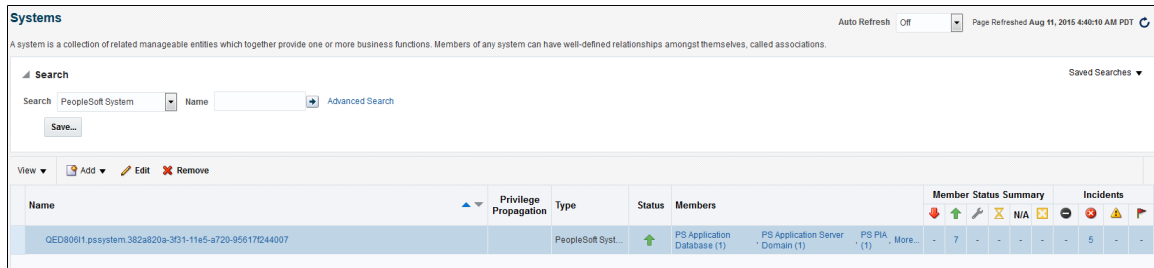 Systems
Auto Refresh Off Page Refreshed Aug 11, 2015 4:40:10 AM PDT
A system is a collection of related manageable entities which together provide one or more business functions. Members of any system can have well-defined relationships amongst themselves, called associations.
Search
Saved Searches
Search PeopleSoft System Name Advanced Search
Save...
View Add Edit Remove
Name Privilege Propagation Type Status Members Member Status Summary Incidents
N/A
QED806I1.pssystem.382a820a-3f31-11e5-a720-95617f244007 PeopleSoft Syst... PS Application Database (1) , PS Application Server Domain (1) , PS PIA (1) , More... - 7 - - - - - 5 - -